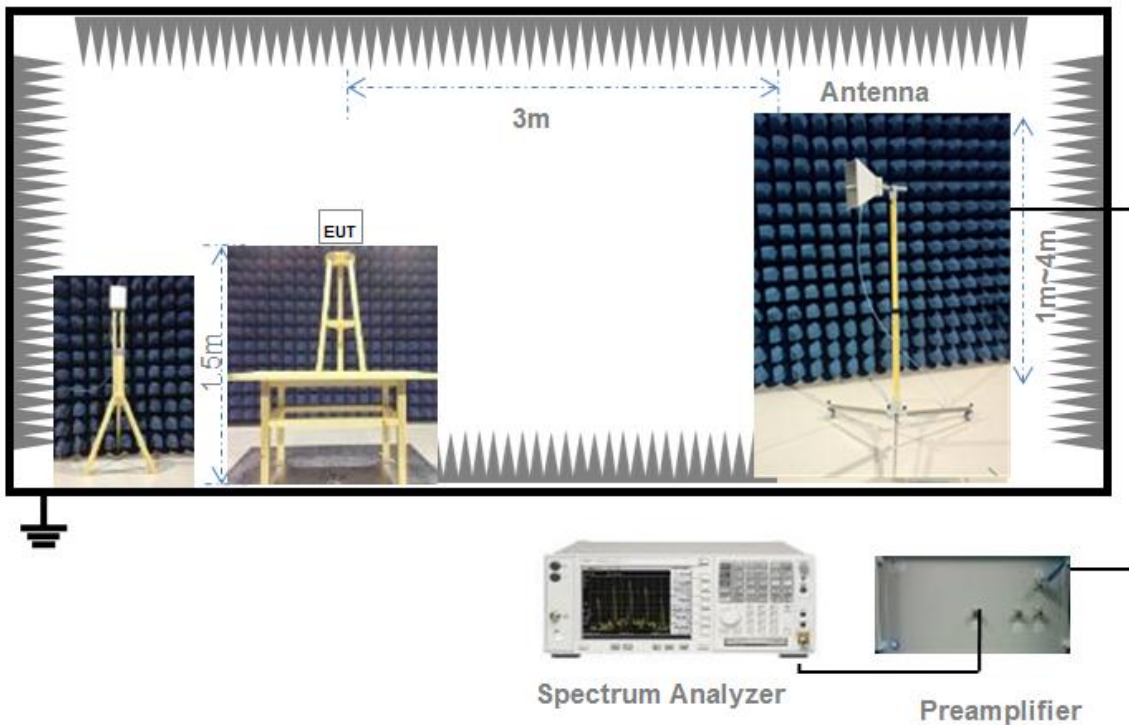 Antenna
3m
EUT
1.5m
1m~4m
Spectrum Analyzer
Preamplifier